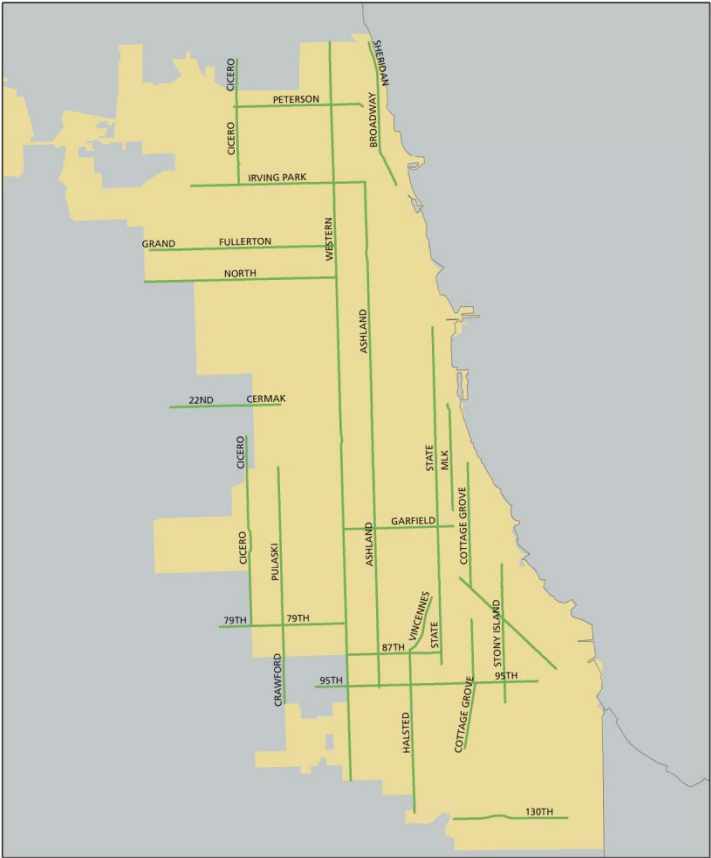 SHERIDAN
CICERO
PETERSON
BROADWAY
CICERO
IRVING PARK
WESTERN
GRAND
FULLERTON
NORTH
ASHLAND
22ND
CERMAK
CICERO
STATE
MLK
COTTAGE GROVE
GARFIELD
CICERO
PULASKI
ASHLAND
79TH
79TH
VINCENNES
STATE
STONY ISLAND
87TH
CRAWFORD
95TH
95TH
HALSTED
COTTAGE GROVE
130TH